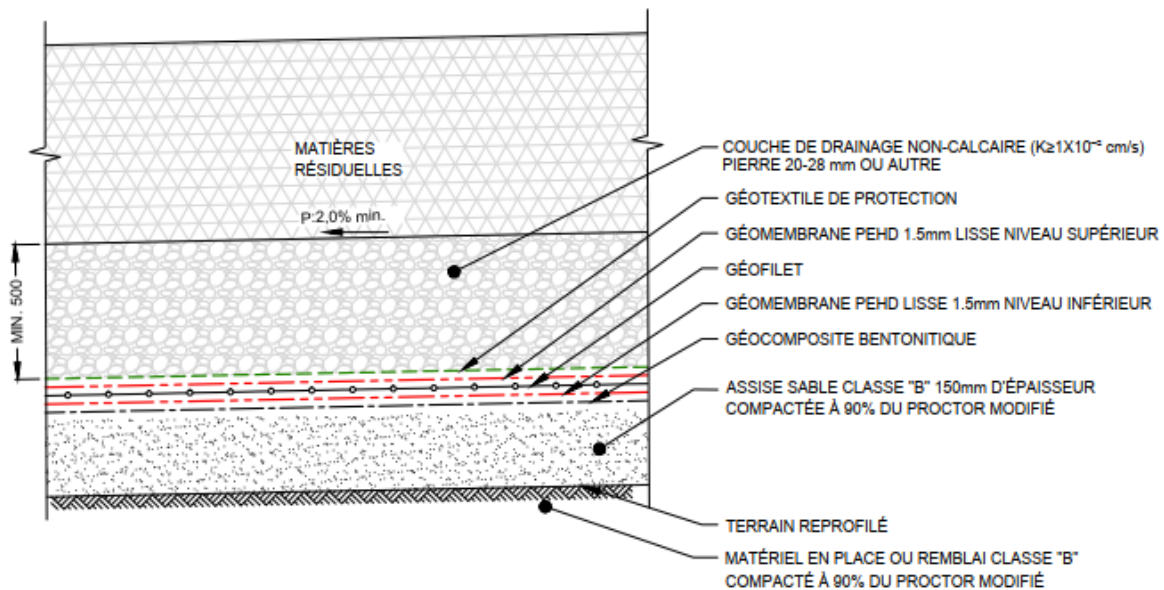 MATIÈRES
RÉSIDUELLES
P:2,0% min.
MIN. 500
COUCHE DE DRAINAGE NON-CALCAIRE (K≥1X10⁻² cm/s)
PIERRE 20-28 mm OU AUTRE
GÉOTEXTILE DE PROTECTION
GÉOMEMBRANE PEHD 1.5mm LISSE NIVEAU SUPÉRIEUR
GÉOFILET
GÉOMEMBRANE PEHD LISSE 1.5mm NIVEAU INFÉRIEUR
GÉOCOMPOSITE BENTONITIQUE
ASSISE SABLE CLASSE "B" 150mm D'ÉPAISSEUR
COMPACTÉE À 90% DU PROCTOR MODIFIÉ
TERRAIN REPROFILÉ
MATÉRIEL EN PLACE OU REMBLAI CLASSE "B"
COMPACTÉ À 90% DU PROCTOR MODIFIÉ